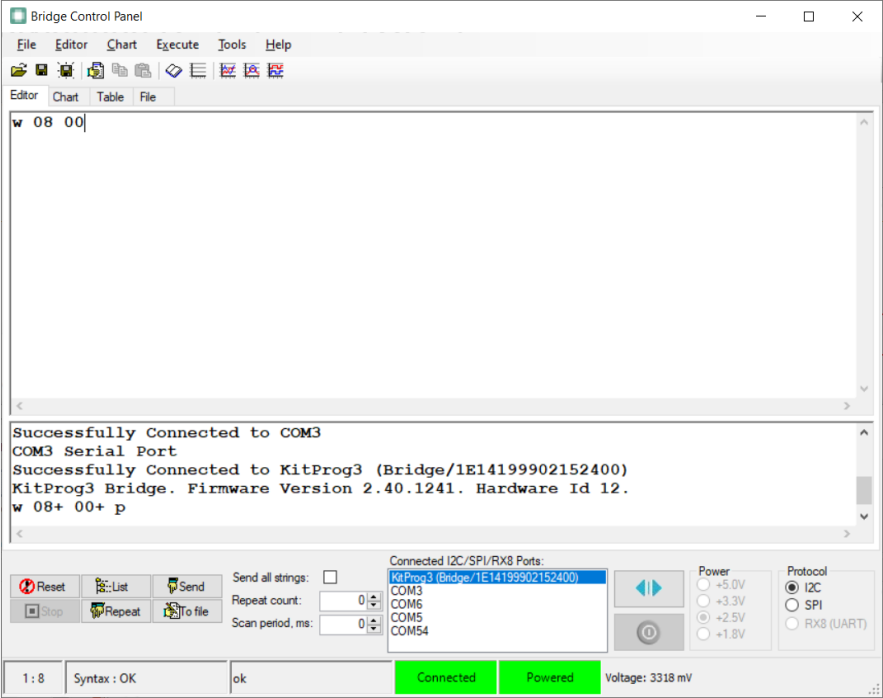 Bridge Control Panel
File Editor Chart Execute Tools Help
Editor Chart Table File
w 08 00
Successfully Connected to COM3
COM3 Serial Port
Successfully Connected to KitProg3 (Bridge/1E14199902152400)
KitProg3 Bridge. Firmware Version 2.40.1241. Hardware Id 12.
w 08+ 00+ p
Reset List Send
Stop Repeat To file
Send all strings:
Repeat count: 0
Scan period, ms: 0
Connected I2C/SPI/RX8 Ports:
KitProg3 (Bridge/1E14199902152400)
COM3
COM6
COM5
COM54
Power
+5.0V
+3.3V
+2.5V
+1.8V
Protocol
I2C
SPI
RX8 (UART)
1 : 8 Syntax : OK ok Connected Powered Voltage: 3318 mV